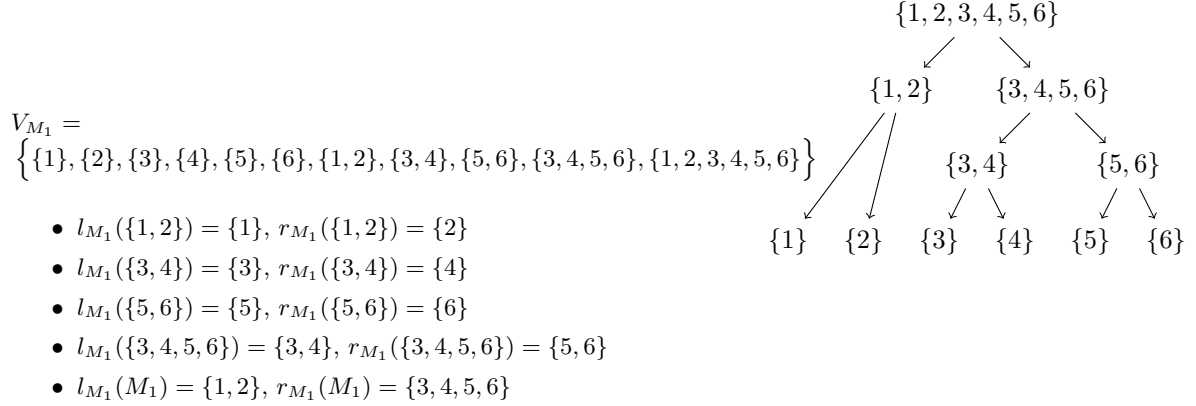 V_{M_1} =
{{1}, {2}, {3}, {4}, {5}, {6}, {1, 2}, {3, 4}, {5, 6}, {3, 4, 5, 6}, {1, 2, 3, 4, 5, 6}}
• l_{M_1}({1, 2}) = {1}, r_{M_1}({1, 2}) = {2}
• l_{M_1}({3, 4}) = {3}, r_{M_1}({3, 4}) = {4}
• l_{M_1}({5, 6}) = {5}, r_{M_1}({5, 6}) = {6}
• l_{M_1}({3, 4, 5, 6}) = {3, 4}, r_{M_1}({3, 4, 5, 6}) = {5, 6}
• l_{M_1}(M_1) = {1, 2}, r_{M_1}(M_1) = {3, 4, 5, 6}
{1, 2, 3, 4, 5, 6}
{1, 2} {3, 4, 5, 6}
{3, 4} {5, 6}
{1} {2} {3} {4} {5} {6}